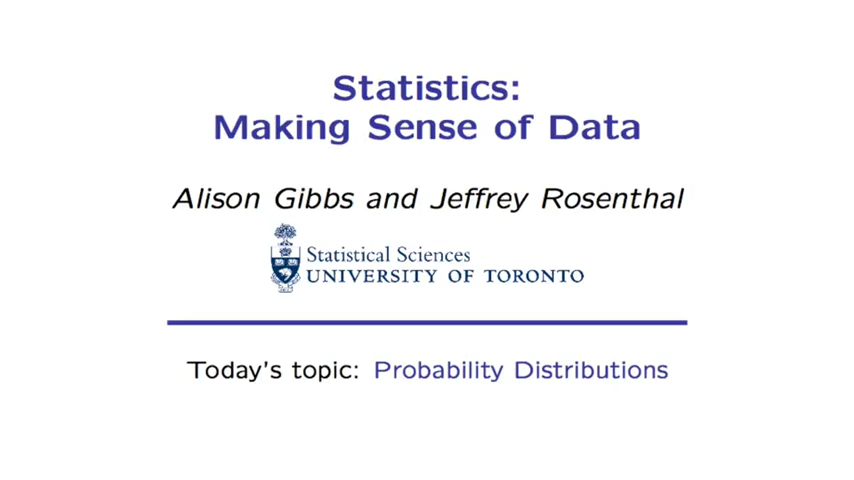 Statistics:
Making Sense of Data
Alison Gibbs and Jeffrey Rosenthal
Statistical Sciences
UNIVERSITY OF TORONTO
Today's topic: Probability Distributions